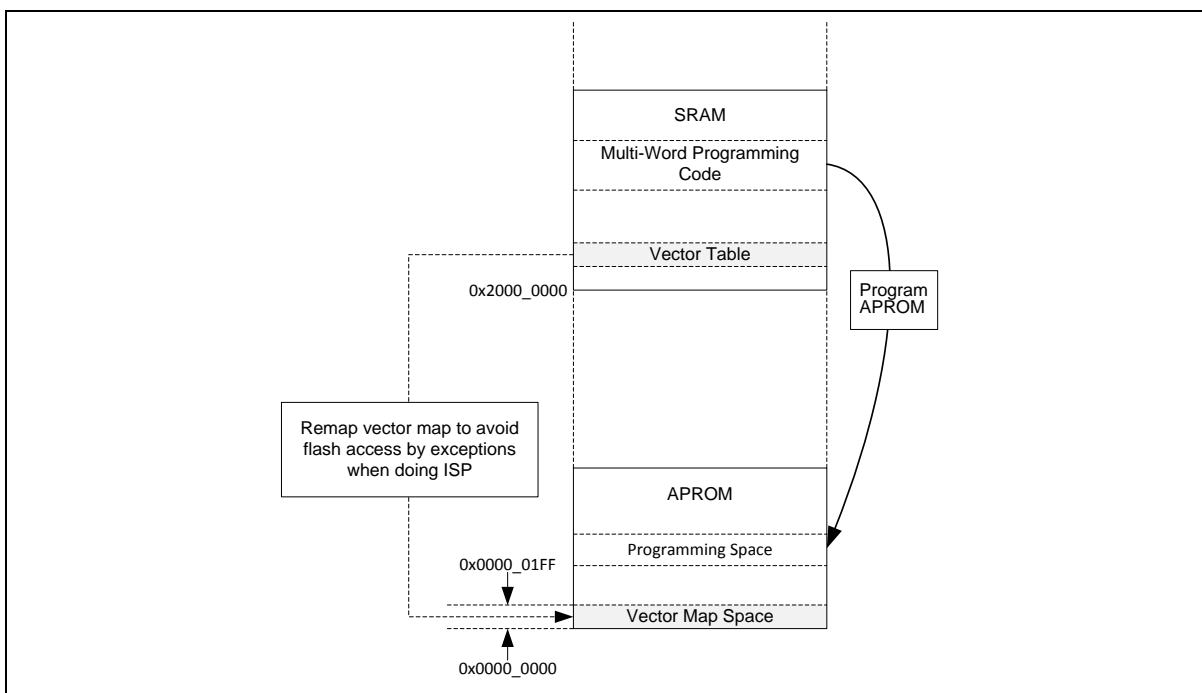 SRAM
Multi-Word Programming
Code
Vector Table
0x2000_0000
Program
APROM
Remap vector map to avoid
flash access by exceptions
when doing ISP
APROM
Programming Space
0x0000_01FF
Vector Map Space
0x0000_0000